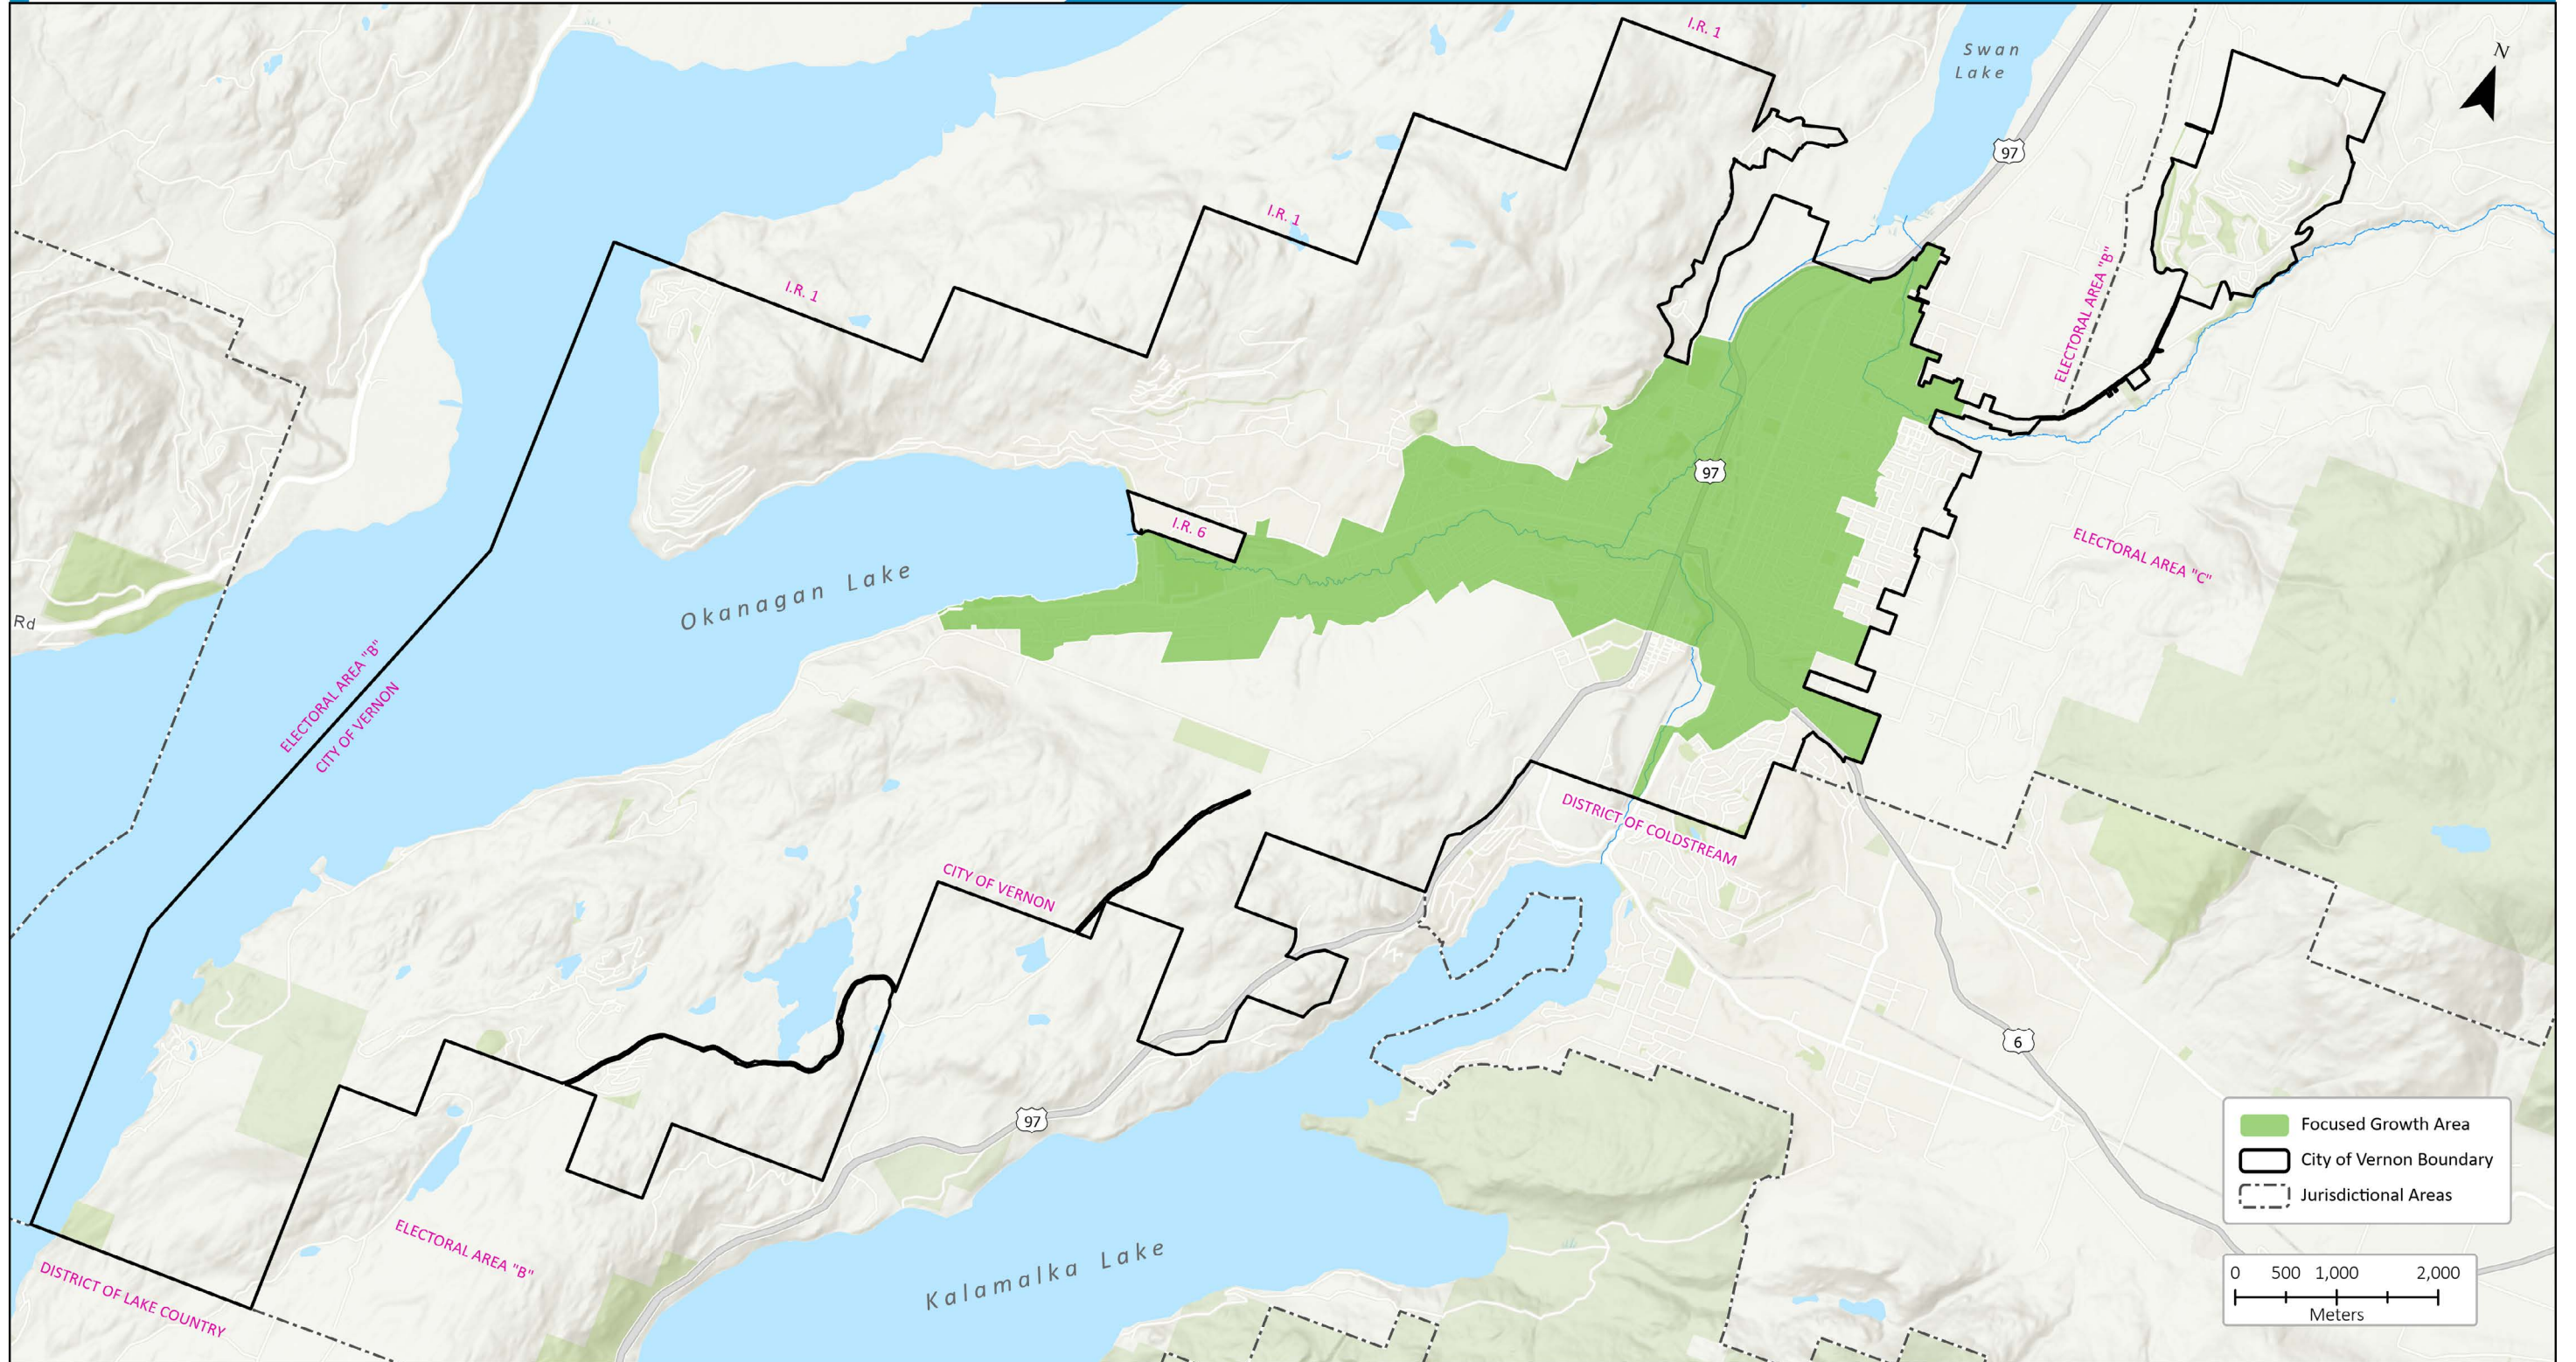 I.R. 1
Swan
Lake
N
97
I.R. 1
I.R. 1
ELECTORAL AREA "B"
97
I.R. 6
ELECTORAL AREA "C"
Okanagan Lake
Rd
ELECTORAL AREA "B"
CITY OF VERNON
DISTRICT OF COLDSTREAM
CITY OF VERNON
6
97
ELECTORAL AREA "B"
Kalamalka Lake
DISTRICT OF LAKE COUNTRY
Focused Growth Area
City of Vernon Boundary
Jurisdictional Areas
0 500 1,000 2,000
Meters